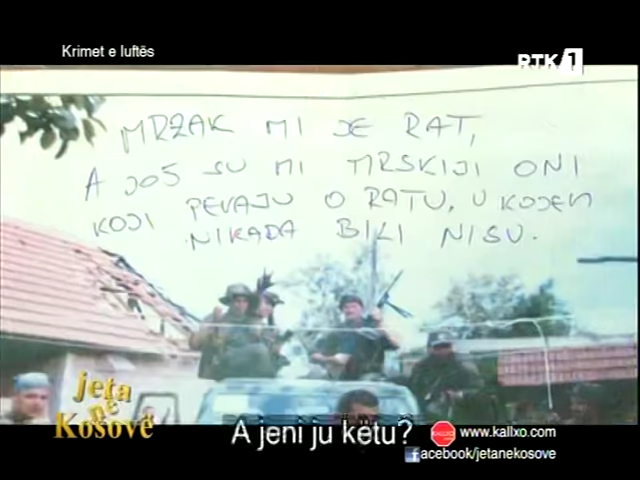 Krimet e luftës
RTK 1
MRZAK MI JE RAT,
A JOŠ SU MI MRSKIJI ONI
KOJI PEVAJU O RATU, U KOJEM
NIKADA BILI NISU.
jeta
në
Kosovë
A jeni ju këtu?
KALLXO
www.kallxo.com
facebook/jetanekosove